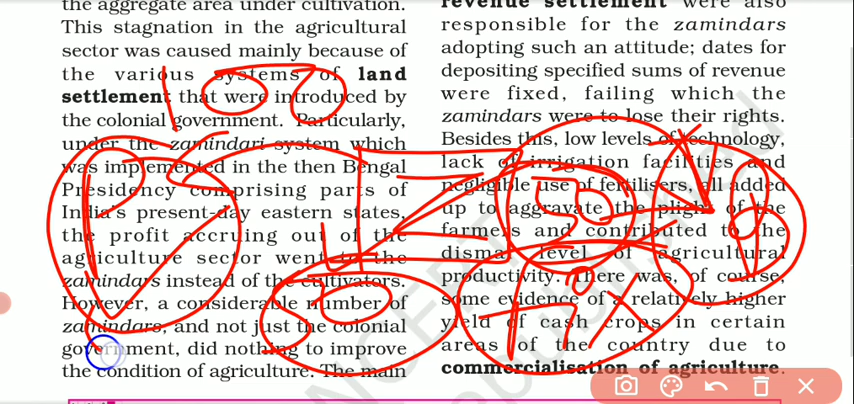 the aggregate area under cultivation.
This stagnation in the agricultural
sector was caused mainly because of
the various systems of land
settlement that were introduced by
the colonial government. Particularly,
under the zamindari system which
was implemented in the then Bengal
Presidency comprising parts of
India's present-day eastern states,
the profit accruing out of the
agriculture sector went to the
zamindars instead of the cultivators.
However, a considerable number of
zamindars, and not just the colonial
government, did nothing to improve
the condition of agriculture. The main
revenue settlement were also
responsible for the zamindars
adopting such an attitude; dates for
depositing specified sums of revenue
were fixed, failing which the
zamindars were to lose their rights.
Besides this, low levels of technology,
lack of irrigation facilities and
negligible use of fertilisers, all added
up to aggravate the plight of the
farmers and contributed to the
dismal level of agricultural
productivity. There was, of course,
some evidence of a relatively higher
yield of cash crops in certain
areas of the country due to
commercialisation of agriculture.